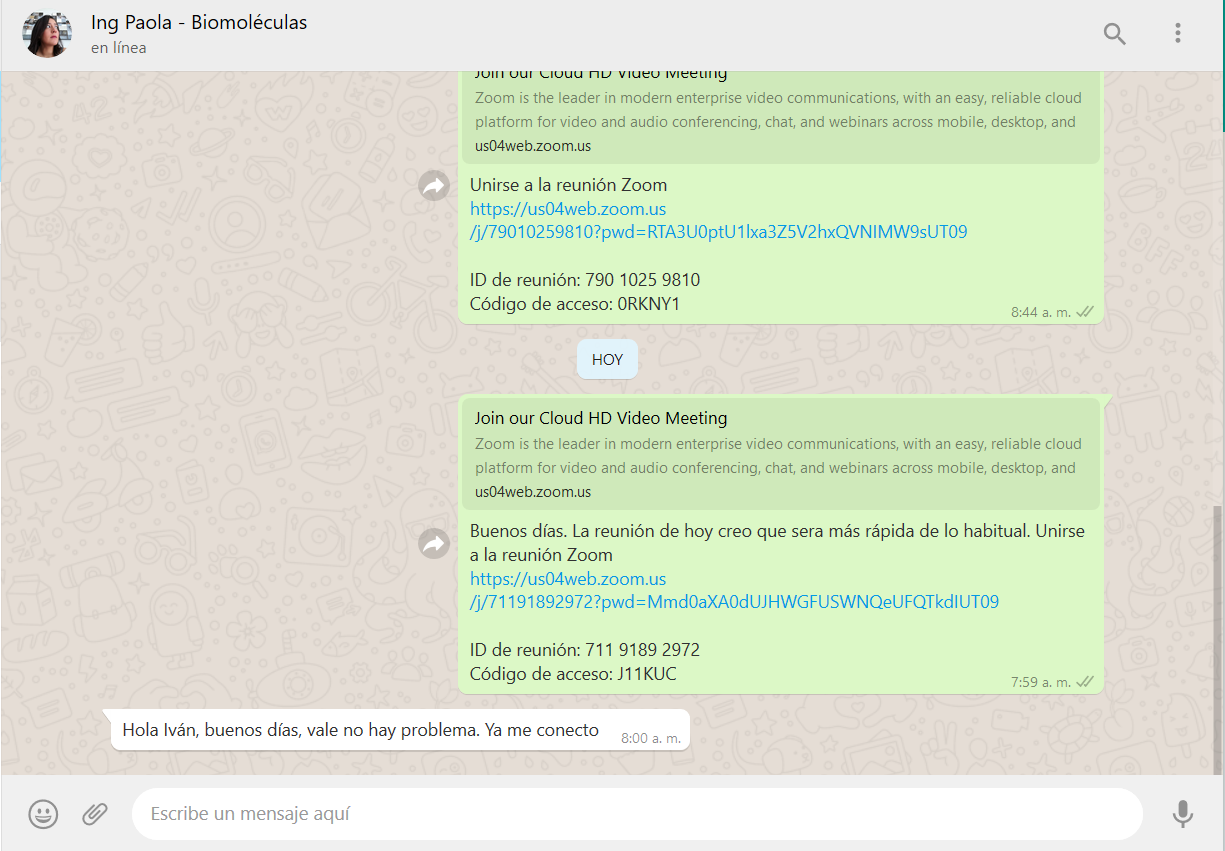 Ing Paola - Biomoléculas
en línea
Join our Cloud HD Video Meeting
Zoom is the leader in modern enterprise video communications, with an easy, reliable cloud
platform for video and audio conferencing, chat, and webinars across mobile, desktop, and
us04web.zoom.us
Unirse a la reunión Zoom
https://us04web.zoom.us
/j/79010259810?pwd=RTA3U0ptU1lxa3Z5V2hxQVNIMW9sUT09
ID de reunión: 790 1025 9810
Código de acceso: 0RKNY1
8:44 a. m.
HOY
Join our Cloud HD Video Meeting
Zoom is the leader in modern enterprise video communications, with an easy, reliable cloud
platform for video and audio conferencing, chat, and webinars across mobile, desktop, and
us04web.zoom.us
Buenos días. La reunión de hoy creo que sera más rápida de lo habitual. Unirse
a la reunión Zoom
https://us04web.zoom.us
/j/71191892972?pwd=Mmd0aXA0dUJHWGFUSWNQeUFQTkdIUT09
ID de reunión: 711 9189 2972
Código de acceso: J11KUC
7:59 a. m.
Hola Iván, buenos días, vale no hay problema. Ya me conecto
8:00 a. m.
Escribe un mensaje aquí